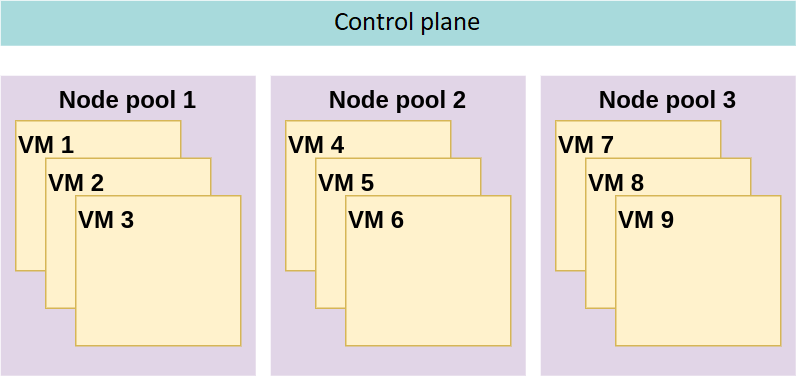 Control plane
Node pool 1
VM 1
VM 2
VM 3
Node pool 2
VM 4
VM 5
VM 6
Node pool 3
VM 7
VM 8
VM 9